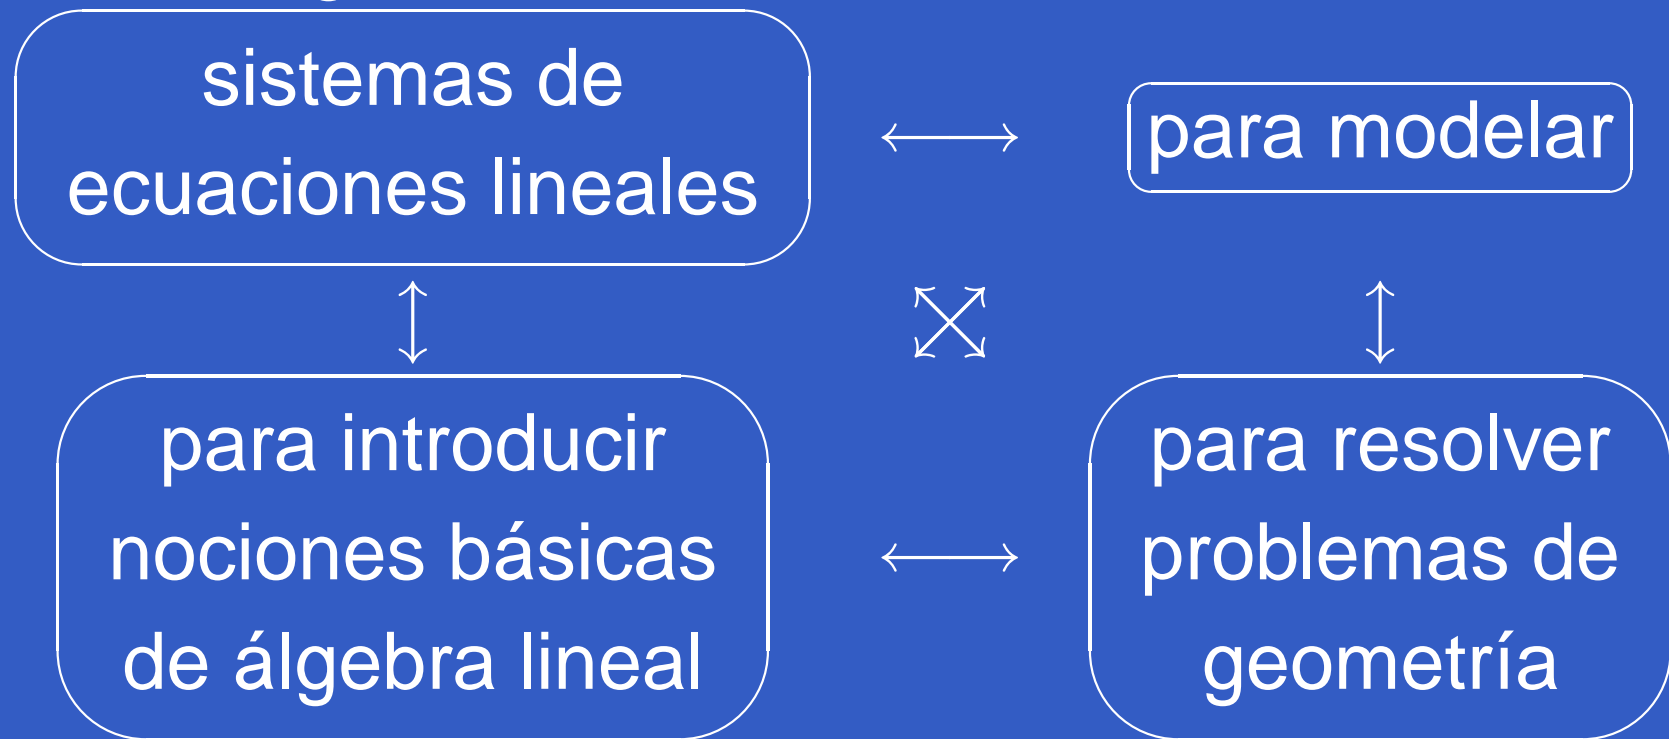 sistemas de
ecuaciones lineales
para modelar
para introducir
nociones básicas
de álgebra lineal
para resolver
problemas de
geometría